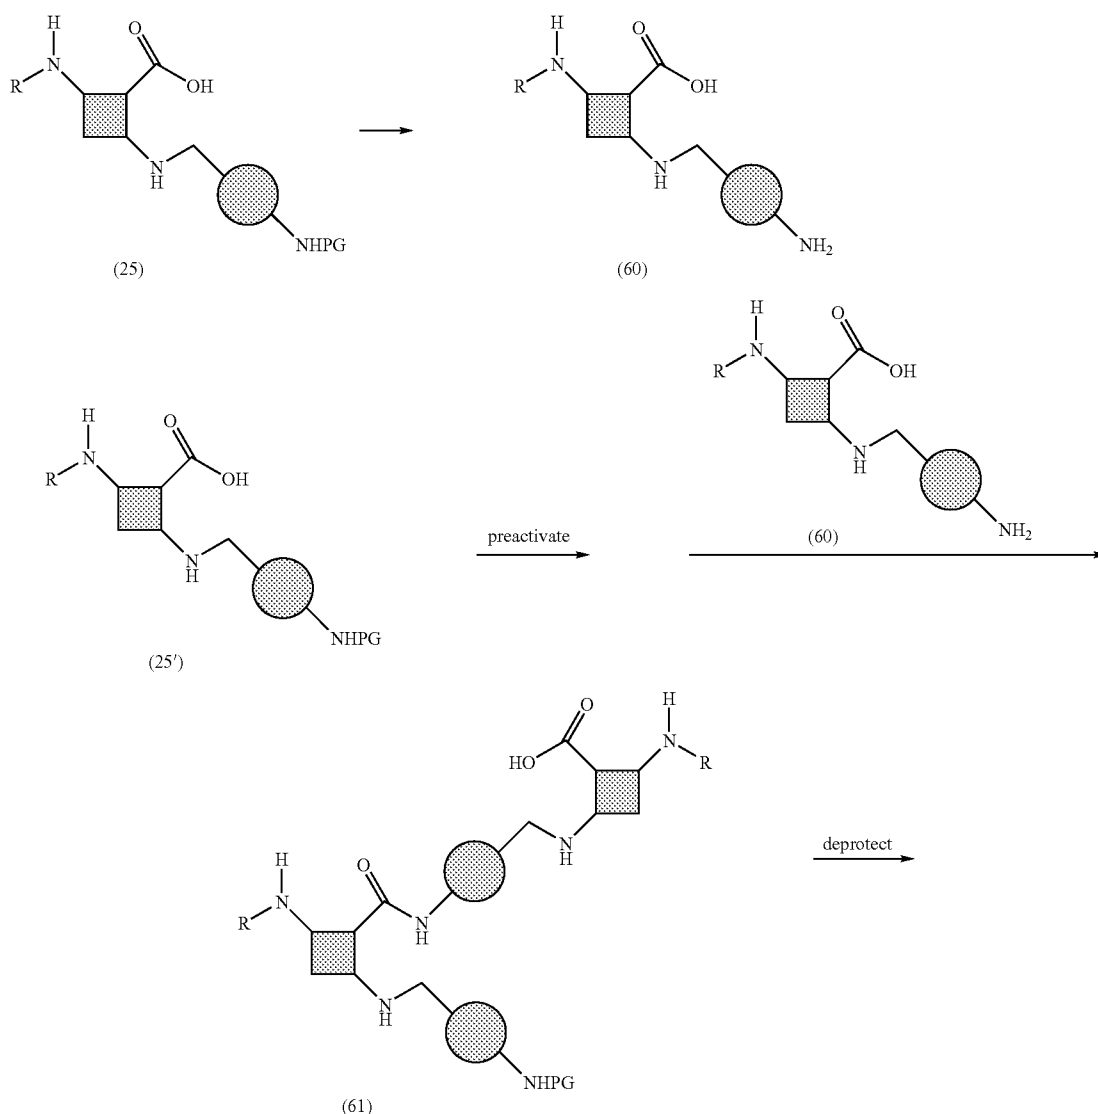 H
N
R
O
OH
N
H
NHPG
(25)
H
N
R
O
OH
N
H
NH2
(60)
H
N
R
O
OH
N
H
NHPG
(25′)
preactivate
H
N
R
O
OH
N
H
NH2
(60)
O
HO
H
N
R
N
H
H
N
R
O
N
H
N
H
NHPG
(61)
deprotect